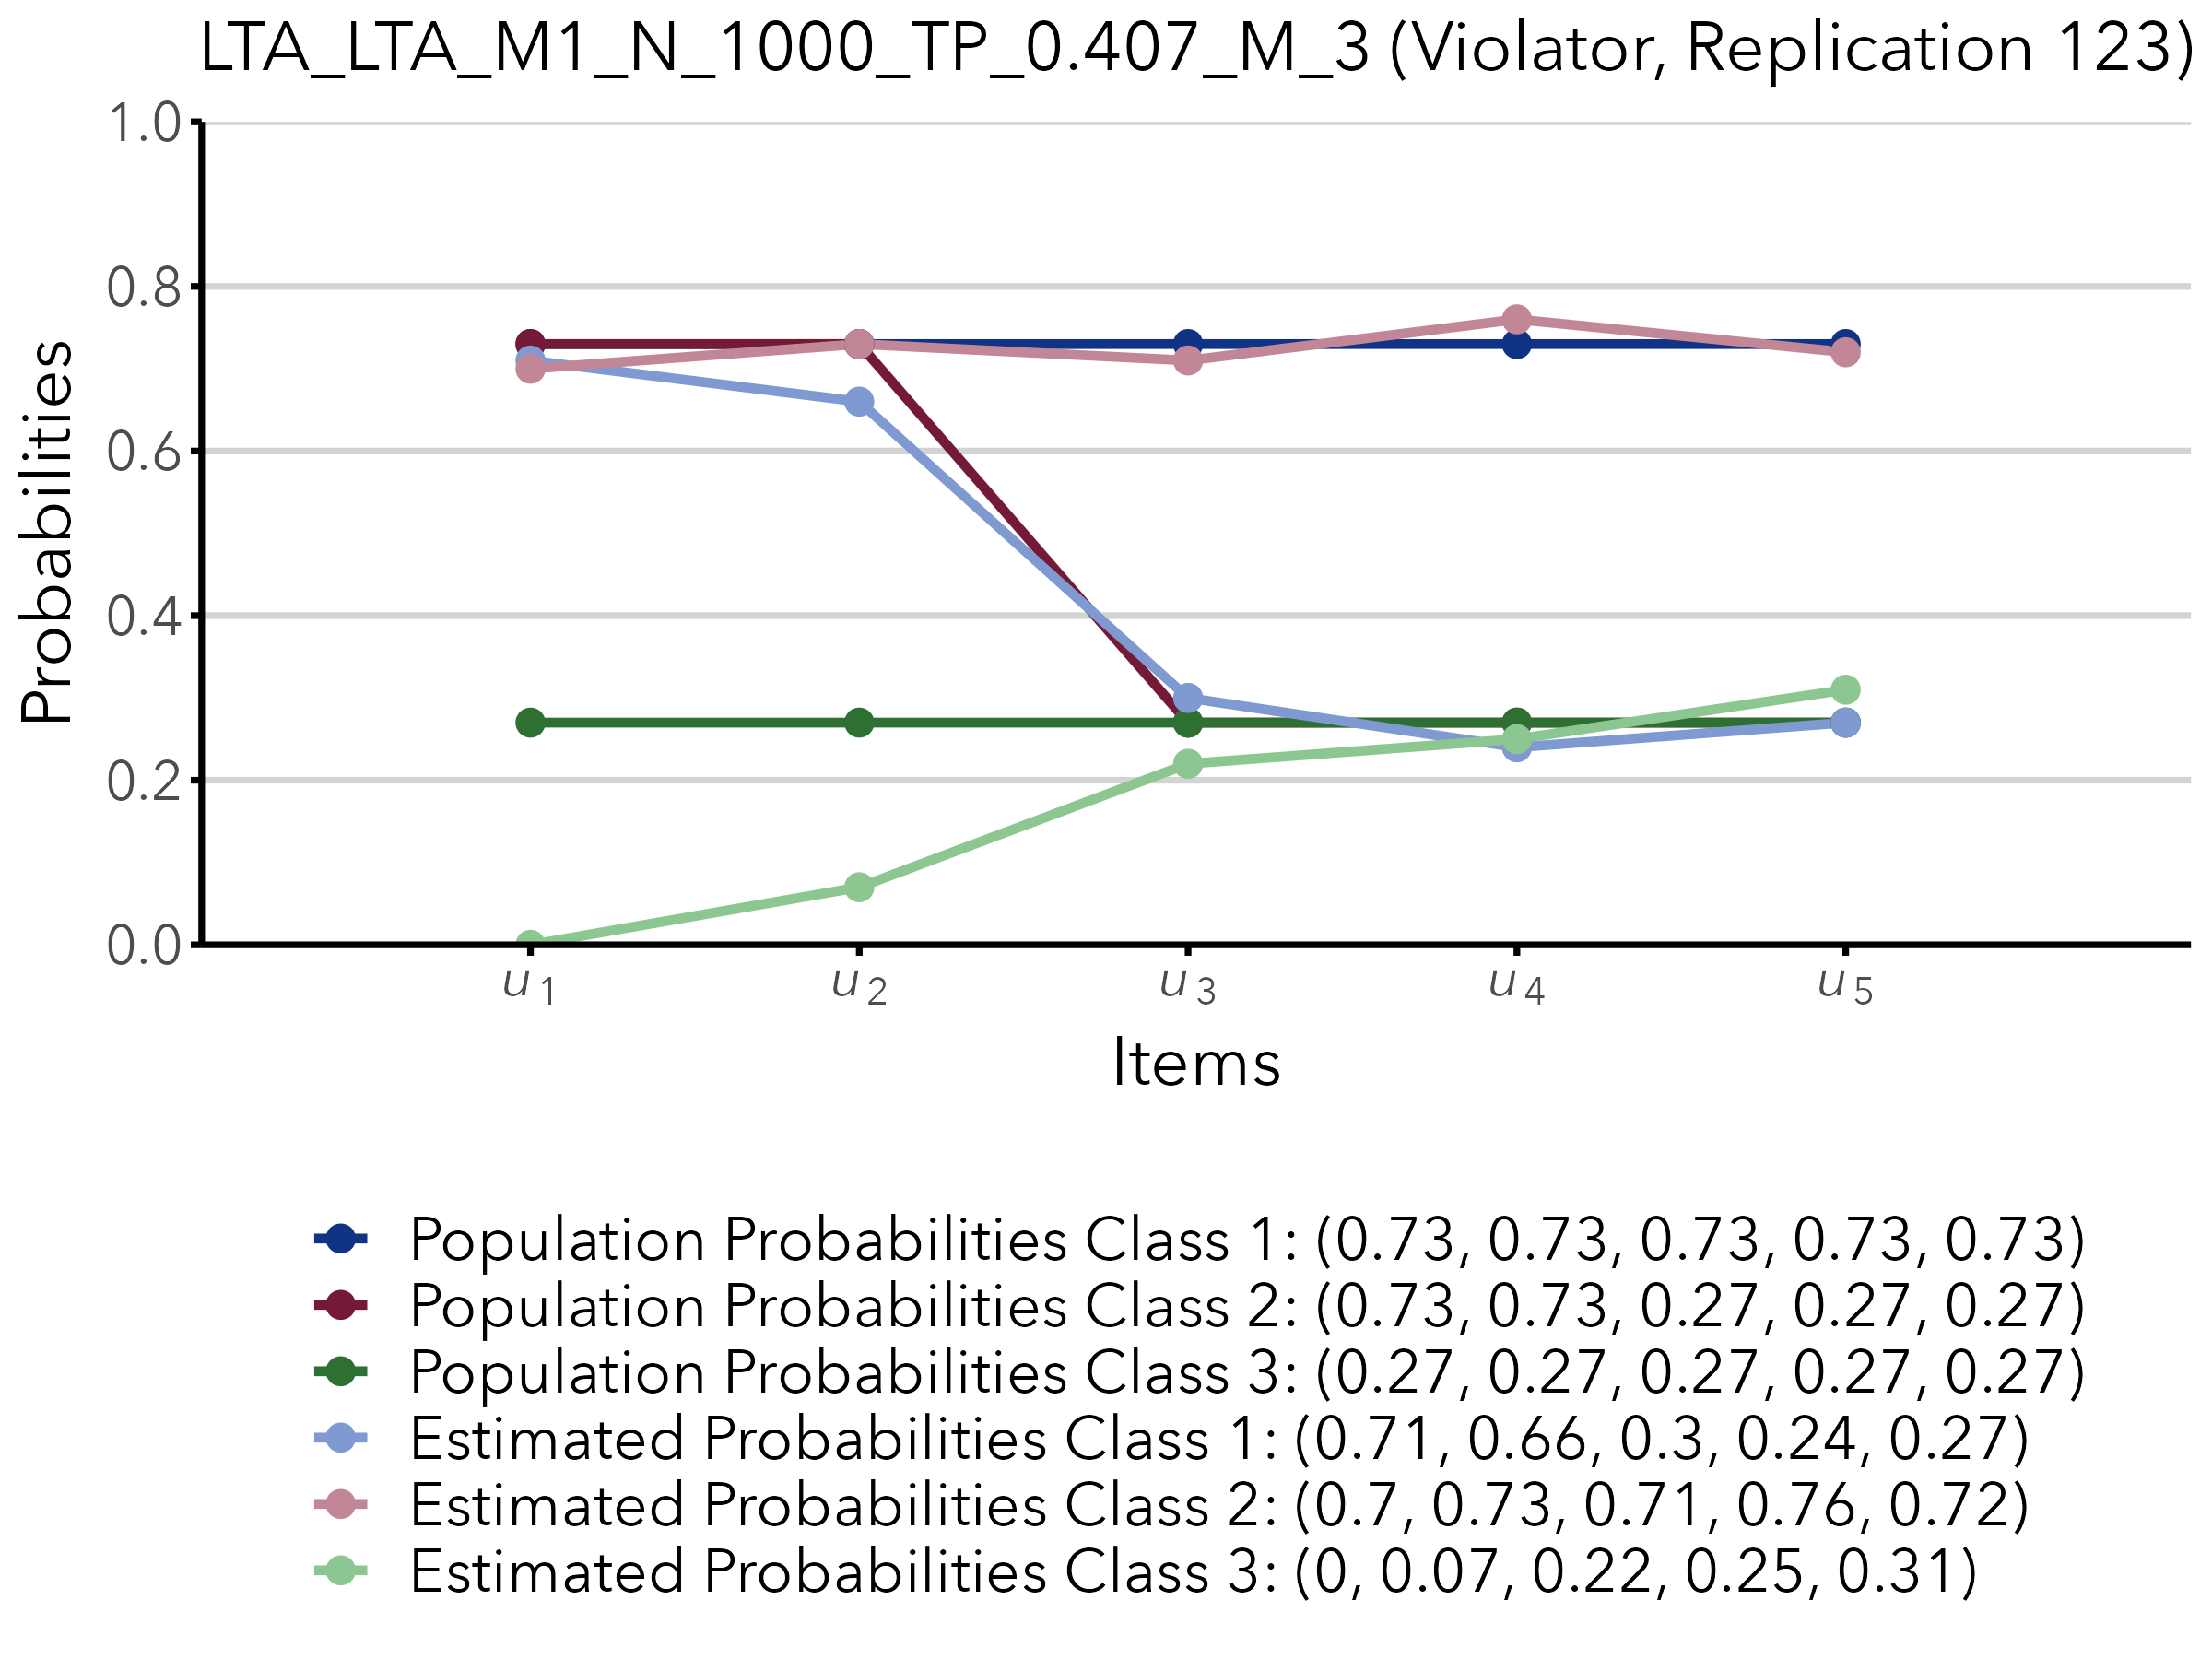 LTA_LTA_M1_N_1000_TP_0.407_M_3 (Violator, Replication 123)
1.0
0.8
0.6
0.4
0.2
0.0
Probabilities
u1 u2 u3 u4 u5
Items
Population Probabilities Class 1: (0.73, 0.73, 0.73, 0.73, 0.73)
Population Probabilities Class 2: (0.73, 0.73, 0.27, 0.27, 0.27)
Population Probabilities Class 3: (0.27, 0.27, 0.27, 0.27, 0.27)
Estimated Probabilities Class 1: (0.71, 0.66, 0.3, 0.24, 0.27)
Estimated Probabilities Class 2: (0.7, 0.73, 0.71, 0.76, 0.72)
Estimated Probabilities Class 3: (0, 0.07, 0.22, 0.25, 0.31)